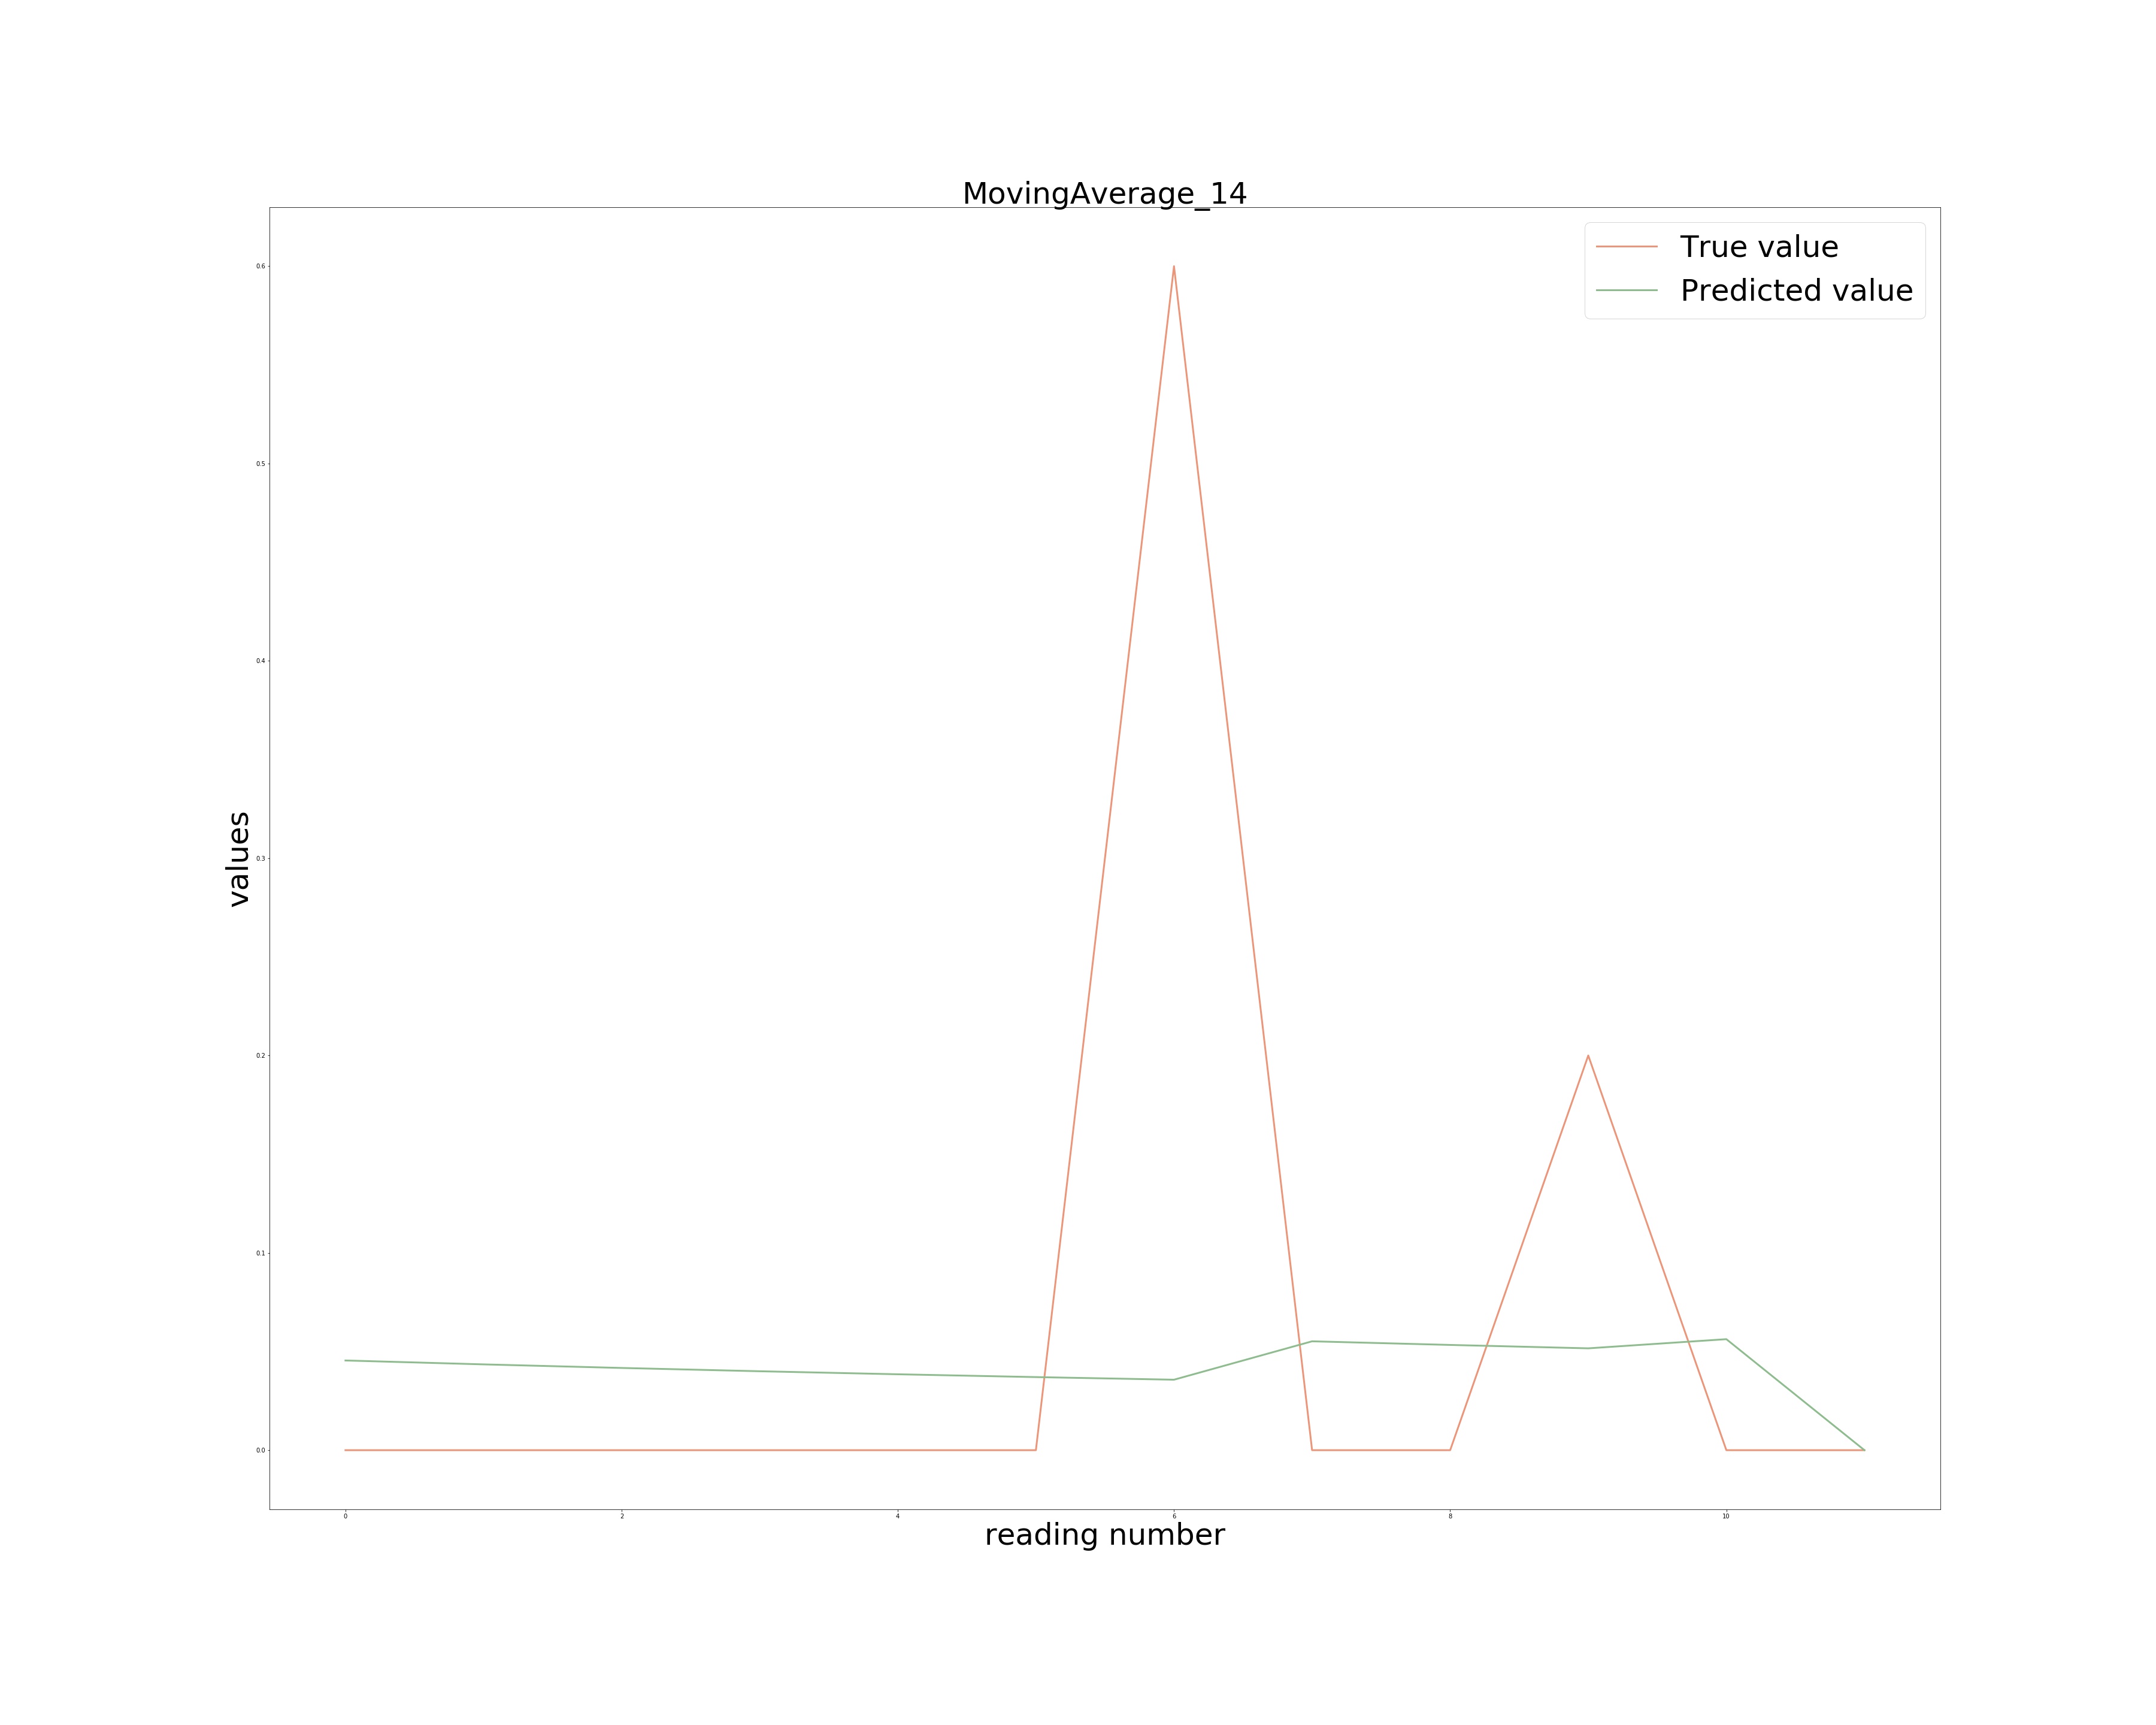 MovingAverage_14
True value
Predicted value
0.6
0.5
0.4
0.3
0.2
0.1
0.0
values
0 2 4 6 8 10
reading number